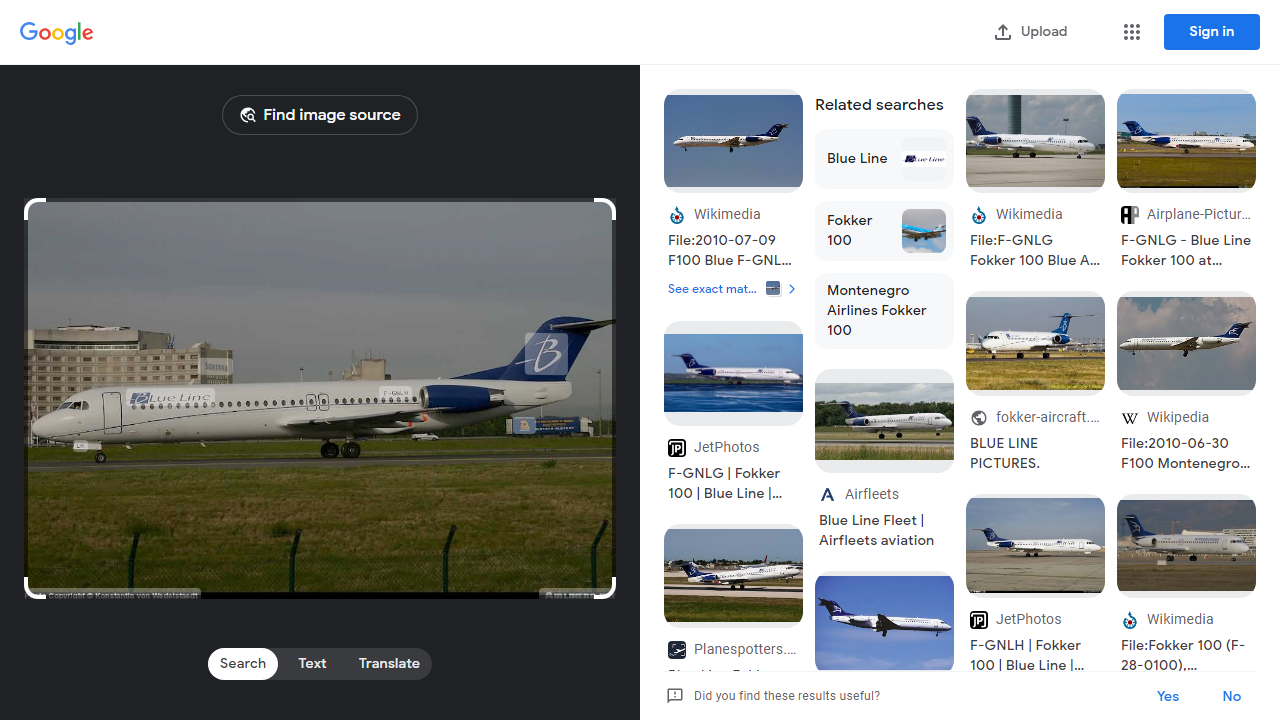 Google
Upload
Sign in
Find image source
Blue Line
F-GNLH
Copyright © Konstantin von Wedelstaedt
AIRLINERS
Search
Text
Translate
Wikimedia
File:2010-07-09
F100 Blue F-GNL...
See exact mat...
JetPhotos
F-GNLG | Fokker
100 | Blue Line |...
Planespotters....
Related searches
Blue Line
Blue Line
Fokker
100
Montenegro
Airlines Fokker
100
Airfleets
Blue Line Fleet |
Airfleets aviation
Wikimedia
File:F-GNLG
Fokker 100 Blue A...
fokker-aircraft....
BLUE LINE
PICTURES.
JetPhotos
F-GNLH | Fokker
100 | Blue Line |...
Airplane-Pictur...
F-GNLG - Blue Line
Fokker 100 at...
Wikipedia
File:2010-06-30
F100 Montenegro...
Wikimedia
File:Fokker 100 (F-
28-0100),...
Did you find these results useful?
Yes
No